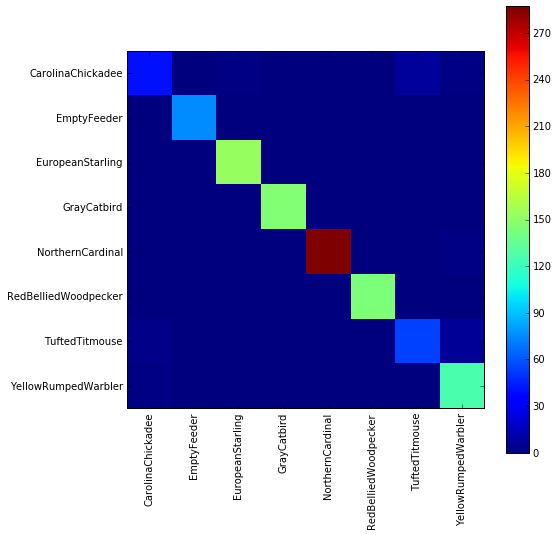 CarolinaChickadee
EmptyFeeder
EuropeanStarling
GrayCatbird
NorthernCardinal
RedBelliedWoodpecker
TuftedTitmouse
YellowRumpedWarbler
CarolinaChickadee
EmptyFeeder
EuropeanStarling
GrayCatbird
NorthernCardinal
RedBelliedWoodpecker
TuftedTitmouse
YellowRumpedWarbler
270
240
210
180
150
120
90
60
30
0